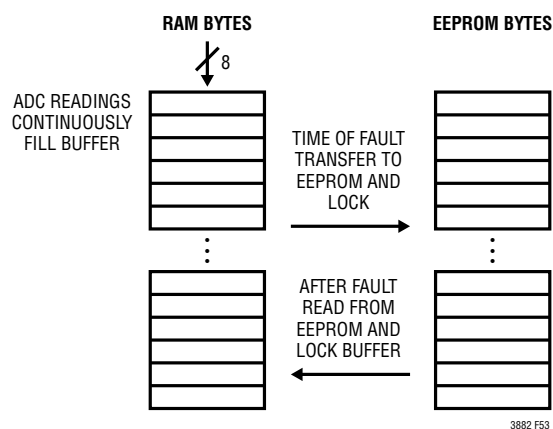 RAM BYTES
EEPROM BYTES
8
ADC READINGS
CONTINUOUSLY
FILL BUFFER
TIME OF FAULT
TRANSFER TO
EEPROM AND
LOCK
AFTER FAULT
READ FROM
EEPROM AND
LOCK BUFFER
3882 F53